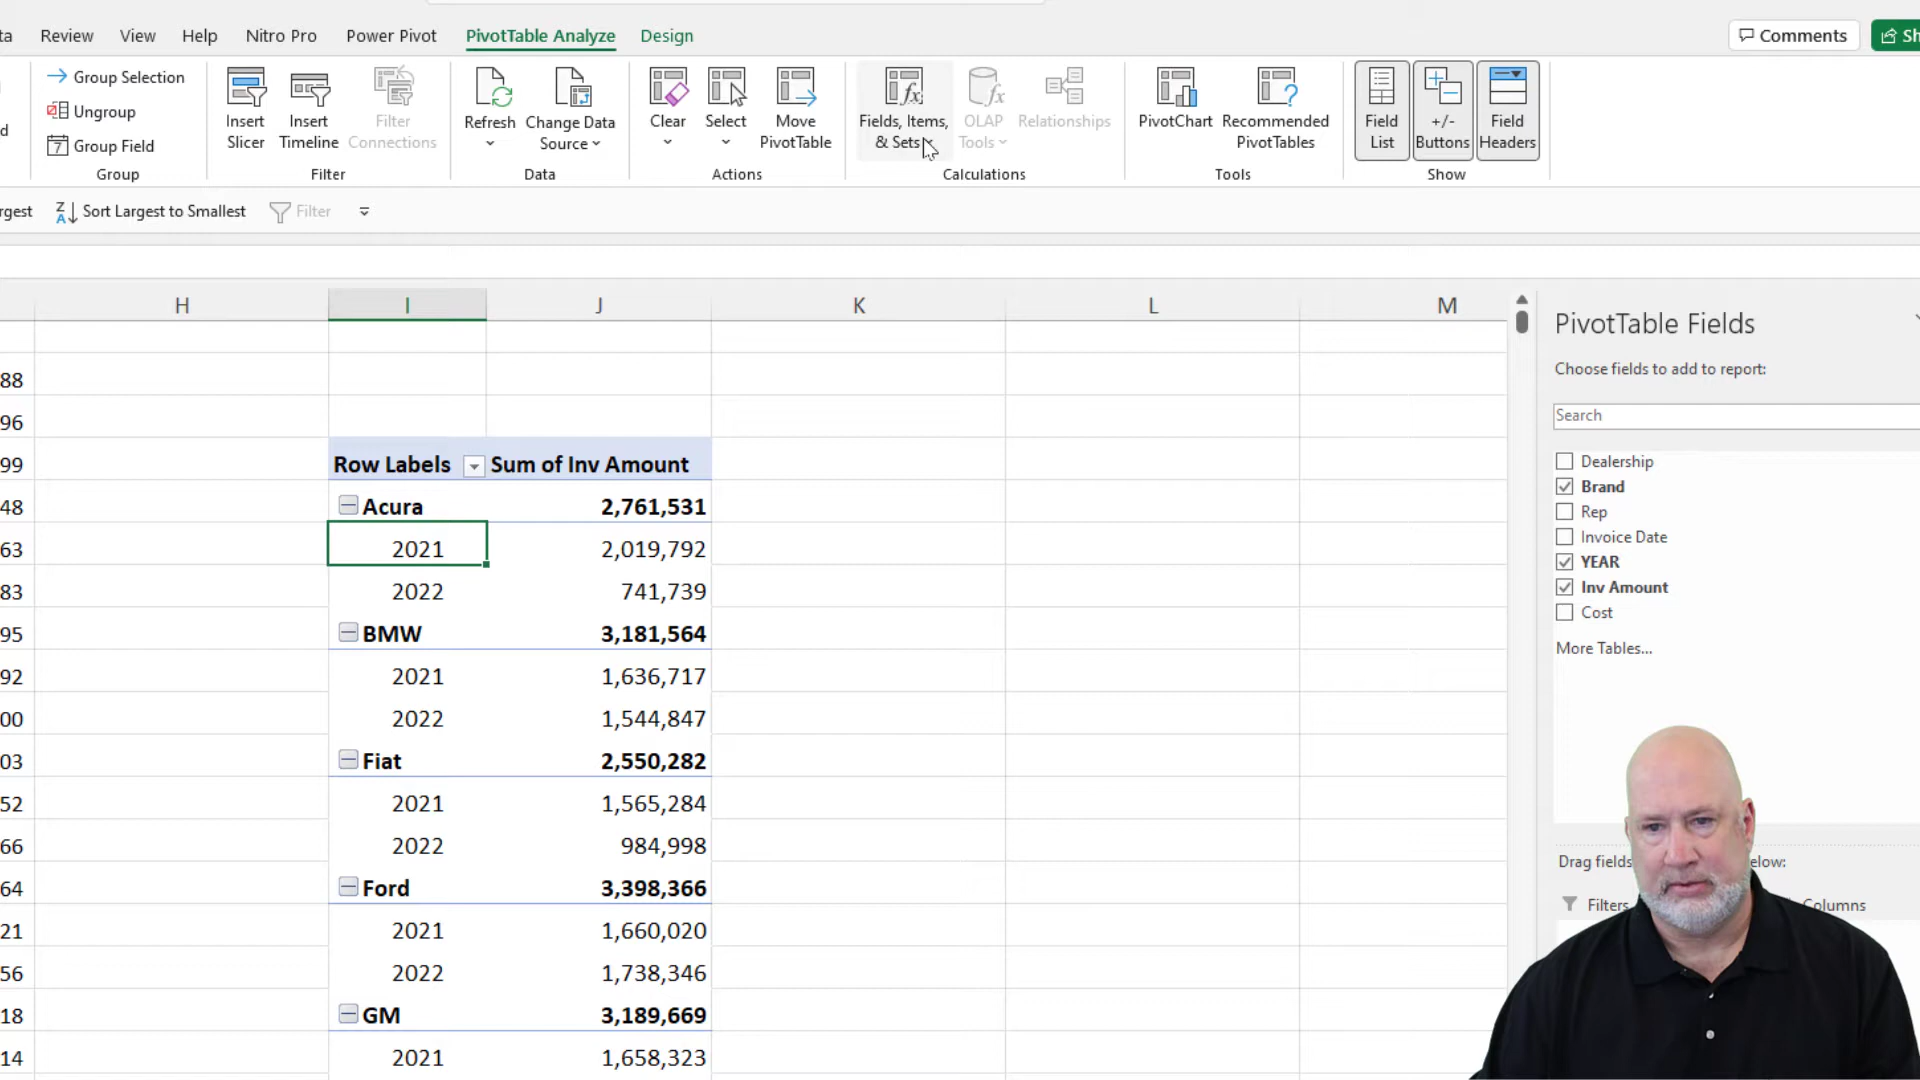 ta Review View Help Nitro Pro Power Pivot PivotTable Analyze Design Comments Sh
Group Selection
Ungroup
7 Group Field
Group
Insert Slicer
Insert Timeline
Filter Connections
Filter
Refresh
Change Data Source
Data
Clear
Select
Move PivotTable
Actions
Fields, Items, & Sets
OLAP Tools
Relationships
Calculations
PivotChart
Recommended PivotTables
Tools
Field List
+/- Buttons
Field Headers
Show
d
rgest Sort Largest to Smallest Filter
H I J K L M
88
96
99 Row Labels Sum of Inv Amount
48 Acura 2,761,531
63 2021 2,019,792
83 2022 741,739
95 BMW 3,181,564
92 2021 1,636,717
00 2022 1,544,847
03 Fiat 2,550,282
52 2021 1,565,284
66 2022 984,998
64 Ford 3,398,366
21 2021 1,660,020
56 2022 1,738,346
18 GM 3,189,669
14 2021 1,658,323
PivotTable Fields
Choose fields to add to report:
Search
Dealership
Brand
Rep
Invoice Date
YEAR
Inv Amount
Cost
More Tables...
Drag fields elow:
Filters Columns